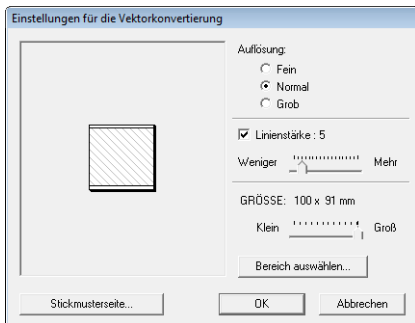 Einstellungen für die Vektorkonvertierung
Auflösung:
Fein
Normal
Grob
Linienstärke : 5
Weniger Mehr
GRÖSSE: 100 x 91 mm
Klein Groß
Bereich auswählen...
Stickmusterseite... OK Abbrechen